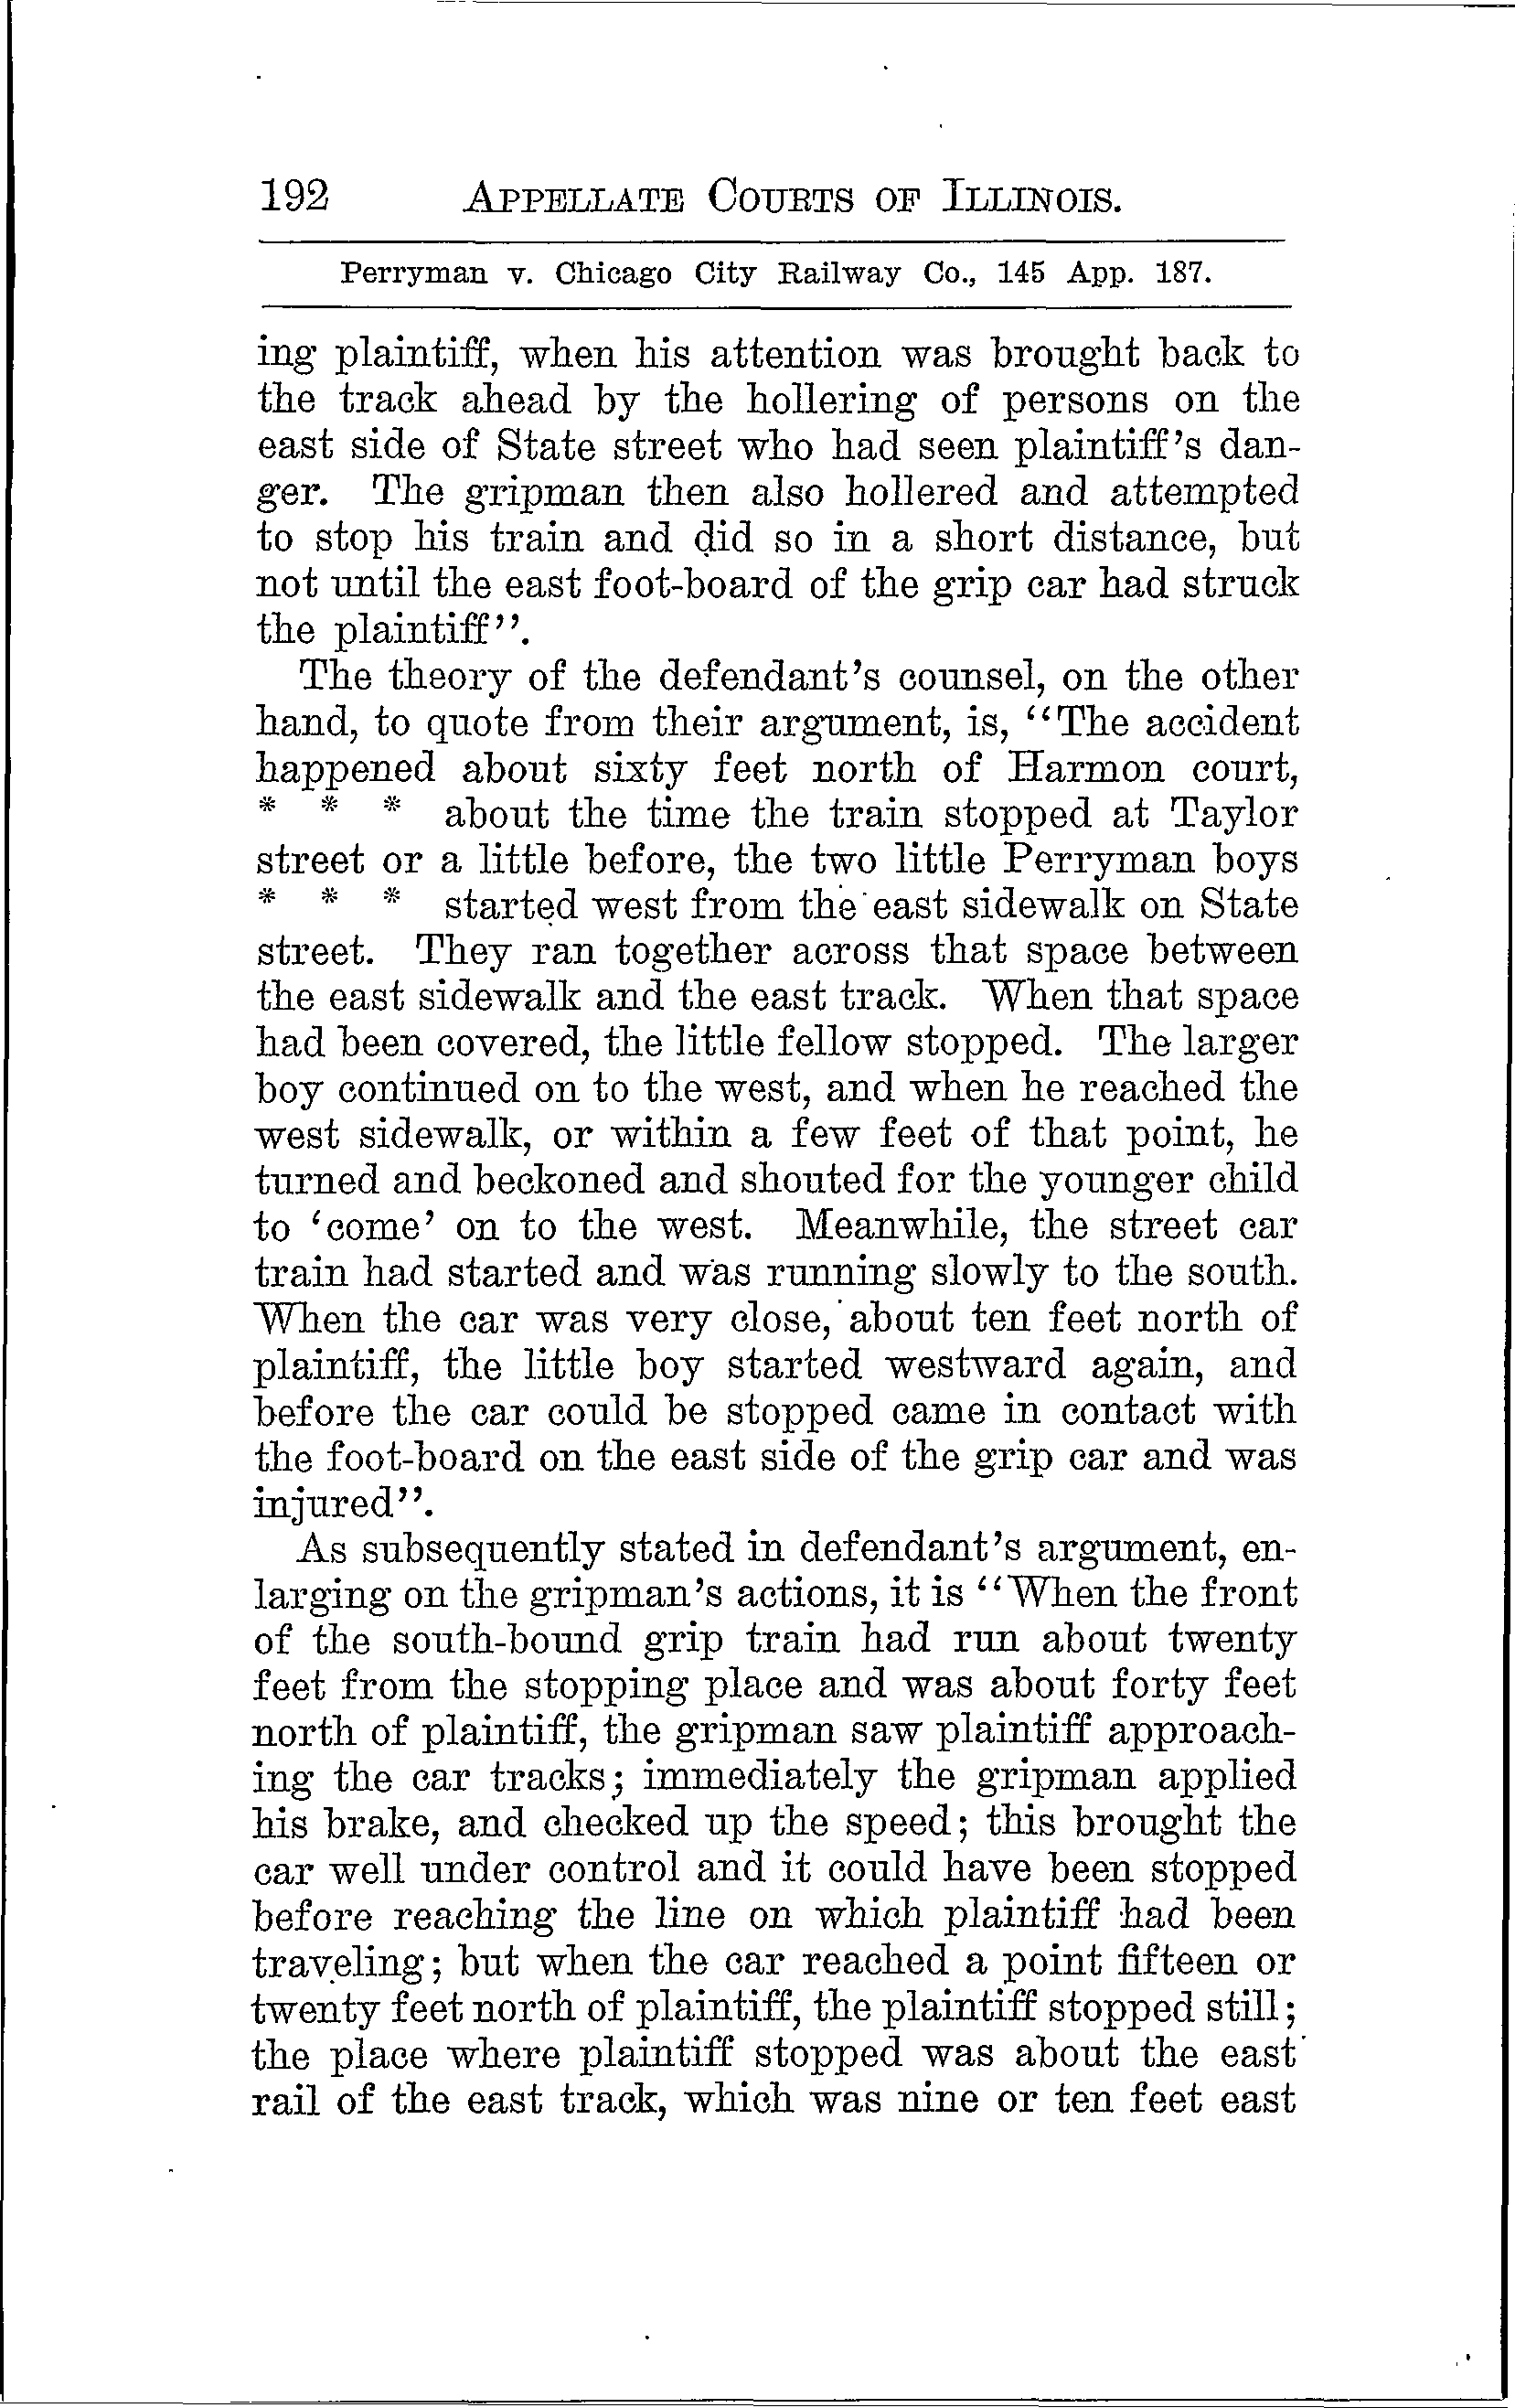 192 APPELLATE COURTS OF ILLINOIS.
Perryman v. Chicago City Railway Co., 145 App. 187.
ing plaintiff, when his attention was brought back to
the track ahead by the hollering of persons on the
east side of State street who had seen plaintiff's dan-
ger. The gripman then also hollered and attempted
to stop his train and did so in a short distance, but
not until the east foot-board of the grip car had struck
the plaintiff''.
The theory of the defendant's counsel, on the other
hand, to quote from their argument, is, ‘‘The accident
happened about sixty feet north of Harmon court,
* * * about the time the train stopped at Taylor
street or a little before, the two little Perryman boys
* * * started west from the east sidewalk on State
street. They ran together across that space between
the east sidewalk and the east track. When that space
had been covered, the little fellow stopped. The larger
boy continued on to the west, and when he reached the
west sidewalk, or within a few feet of that point, he
turned and beckoned and shouted for the younger child
to ‘come’ on to the west. Meanwhile, the street car
train had started and was running slowly to the south.
When the car was very close, about ten feet north of
plaintiff, the little boy started westward again, and
before the car could be stopped came in contact with
the foot-board on the east side of the grip car and was
injured’’.
As subsequently stated in defendant's argument, en-
larging on the gripman's actions, it is ‘‘When the front
of the south-bound grip train had run about twenty
feet from the stopping place and was about forty feet
north of plaintiff, the gripman saw plaintiff approach-
ing the car tracks; immediately the gripman applied
his brake, and checked up the speed; this brought the
car well under control and it could have been stopped
before reaching the line on which plaintiff had been
traveling; but when the car reached a point fifteen or
twenty feet north of plaintiff, the plaintiff stopped still;
the place where plaintiff stopped was about the east
rail of the east track, which was nine or ten feet east